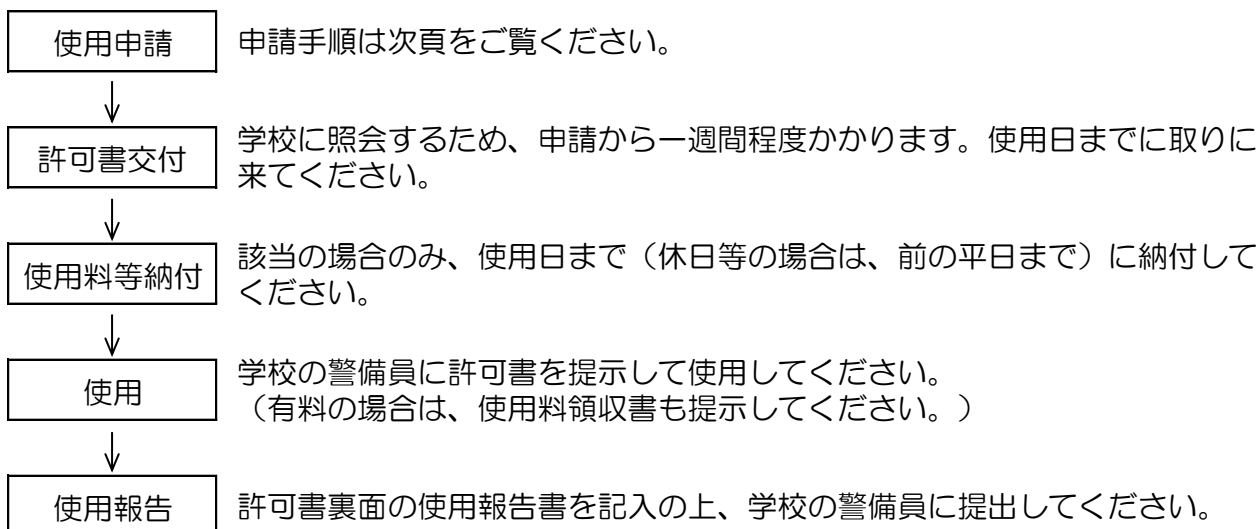 使用申請
申請手順は次頁をご覧ください。
許可書交付
学校に照会するため、申請から一週間程度かかります。使用日までに取りに
来てください。
使用料等納付
該当の場合のみ、使用日まで（休日等の場合は、前の平日まで）に納付して
ください。
使用
学校の警備員に許可書を提示して使用してください。
（有料の場合は、使用料領収書も提示してください。）
使用報告
許可書裏面の使用報告書を記入の上、学校の警備員に提出してください。